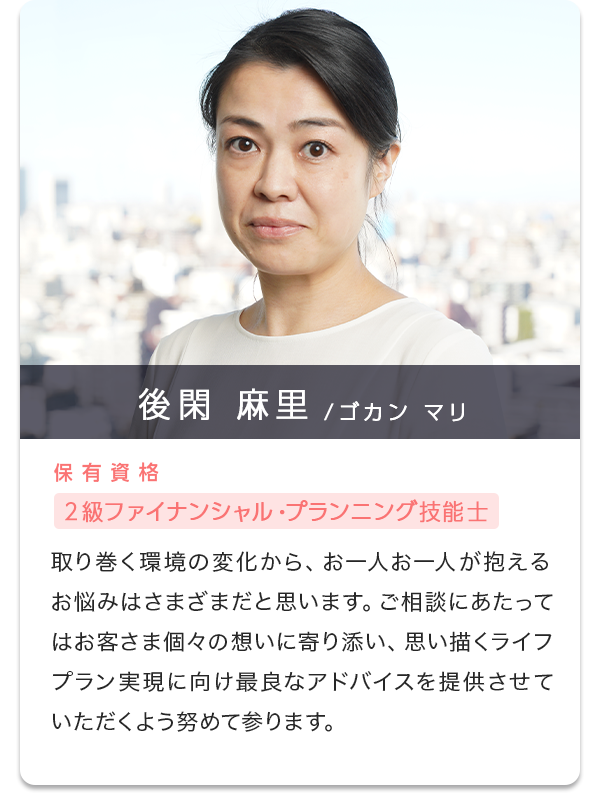 後閑 麻里 /ゴカン マリ
保有資格
２級ファイナンシャル・プランニング技能士
取り巻く環境の変化から、お一人お一人が抱える
お悩みはさまざまだと思います。ご相談にあたって
はお客さま個々の想いに寄り添い、思い描くライフ
プラン実現に向け最良なアドバイスを提供させて
いただくよう努めて参ります。